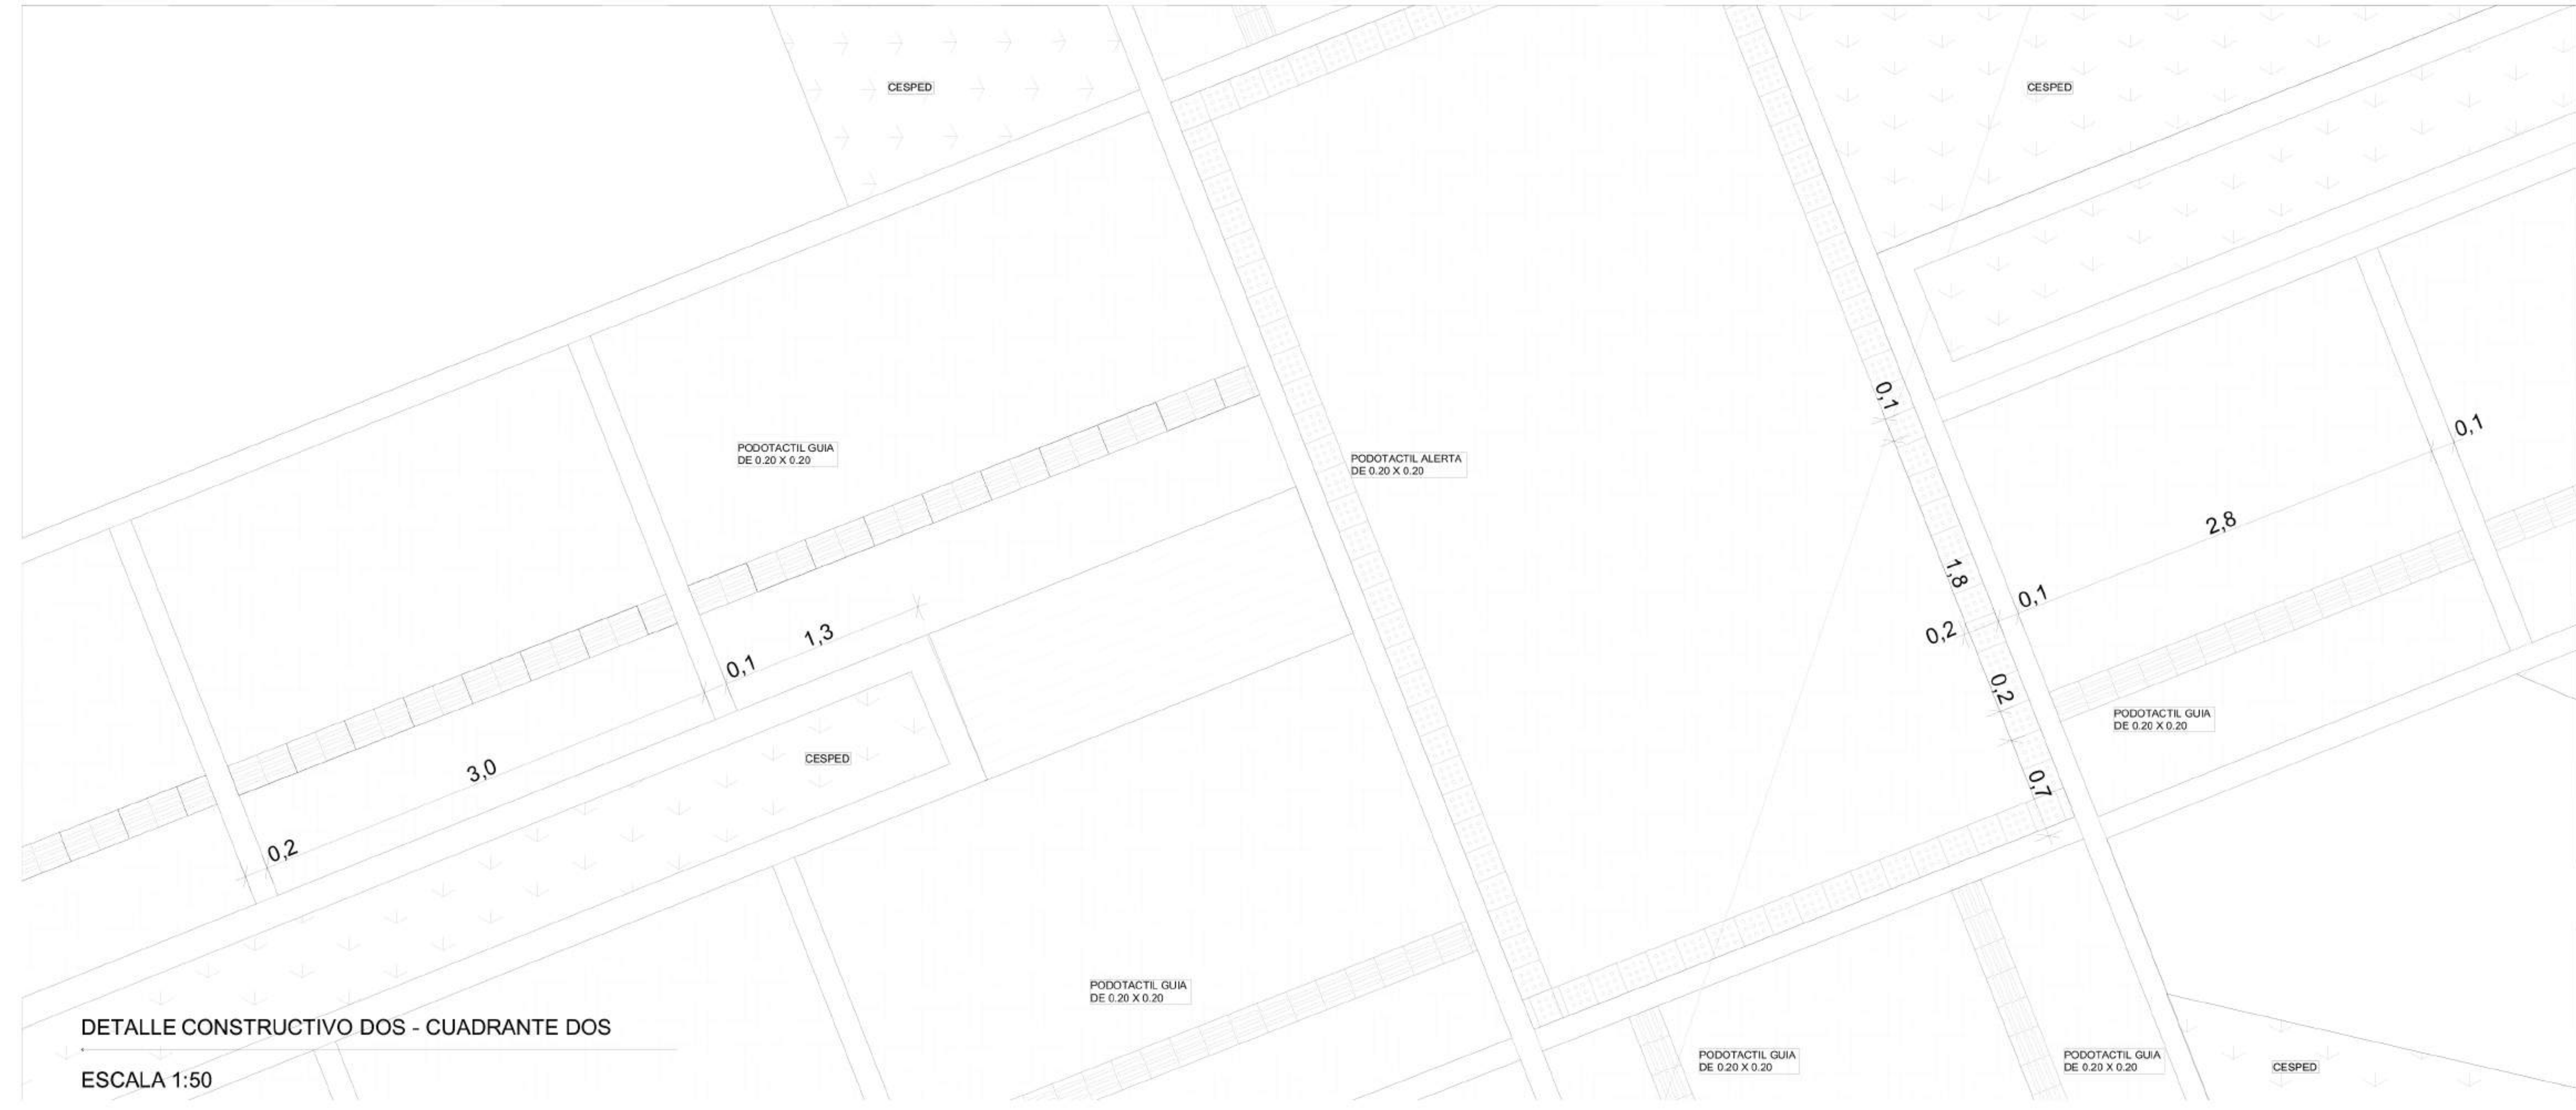 CESPED
CESPED
0,1
0,1
PODOTACTIL GUIA
DE 0.20 X 0.20
PODOTACTIL ALERTA
DE 0.20 X 0.20
2,8
1,8
0,1
0,2
1,3
0,1
0,2
PODOTACTIL GUIA
DE 0.20 X 0.20
CESPED
3,0
0,7
0,2
PODOTACTIL GUIA
DE 0.20 X 0.20
DETALLE CONSTRUCTIVO DOS - CUADRANTE DOS
PODOTACTIL GUIA
DE 0.20 X 0.20
PODOTACTIL GUIA
DE 0.20 X 0.20
CESPED
ESCALA 1:50